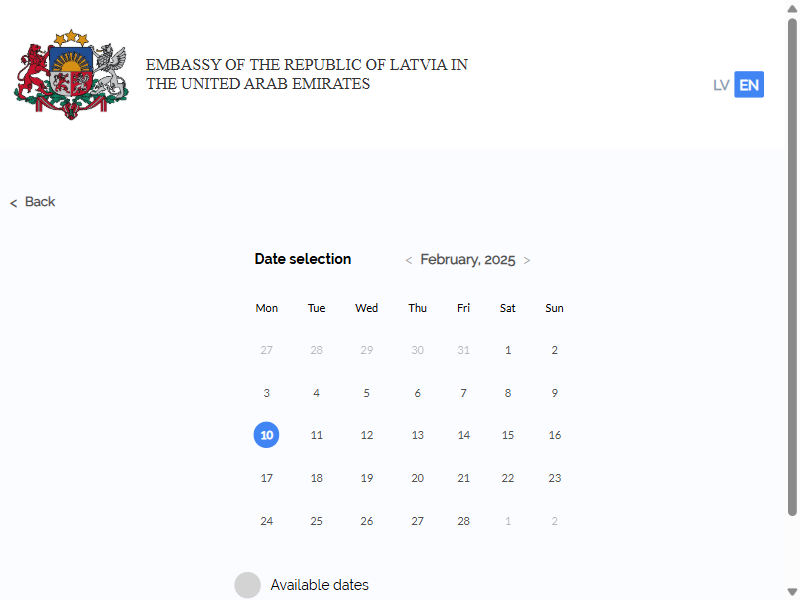 EMBASSY OF THE REPUBLIC OF LATVIA IN
THE UNITED ARAB EMIRATES
LV EN
< Back
Date selection < February, 2025 >
Mon Tue Wed Thu Fri Sat Sun
27 28 29 30 31 1 2
3 4 5 6 7 8 9
10 11 12 13 14 15 16
17 18 19 20 21 22 23
24 25 26 27 28 1 2
Available dates